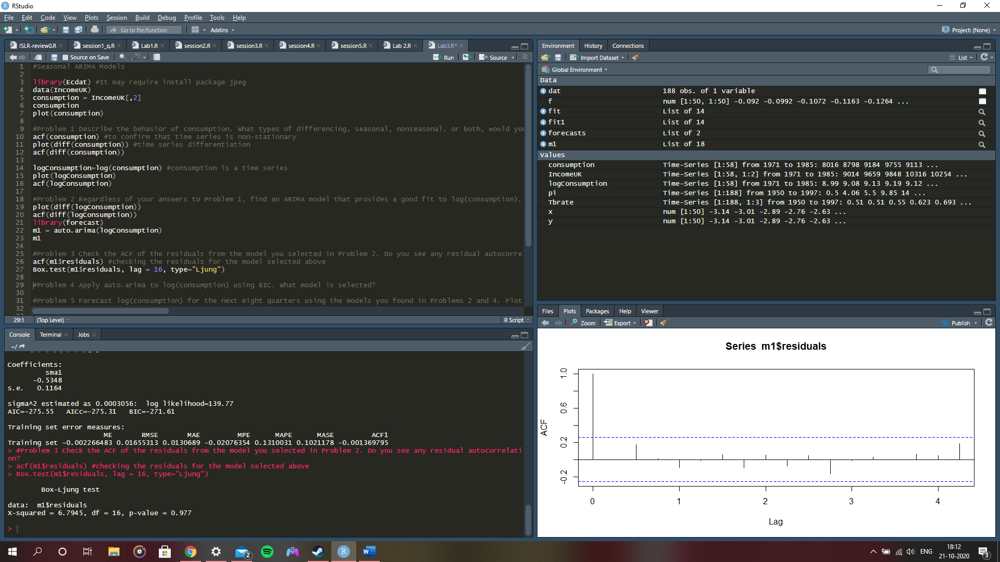 RStudio
File Edit Code View Plots Session Build Debug Profile Tools Help
Go to file/function Addins Project: (None)
ISLR-review0.R session1_q.R Lab1.R session2.R session3.R session4.R session5.R Lab 2.R Lab3.R*
Source on Save Run Source
1 #Seasonal ARIMA Models
2
3 library(Ecdat) #It may require install package jpeg
4 data(IncomeUK)
5 consumption = IncomeUK[,2]
6 consumption
7 plot(consumption)
8
9 #Problem 1 Describe the behavior of consumption. What types of differencing, seasonal, nonseasonal, or both, would you
10 acf(consumption) #to confirm that time series is non-stationary
11 plot(diff(consumption)) #time series differentiation
12 acf(diff(consumption))
13
14 logConsumption=log(consumption) #consumption is a time series
15 plot(logConsumption)
16 acf(logConsumption)
17
18 #Problem 2 Regardless of your answers to Problem 1, find an ARIMA model that provides a good fit to log(consumption).
19 plot(diff(logConsumption))
20 acf(diff(logConsumption))
21 library(forecast)
22 m1 = auto.arima(logConsumption)
23 m1
24
25 #Problem 3 Check the ACF of the residuals from the model you selected in Problem 2. Do you see any residual autocorre
26 acf(m1$residuals) #checking the residuals for the model selected above
27 Box.test(m1$residuals, lag = 16, type="Ljung")
28
29 #Problem 4 Apply auto.arima to log(consumption) using BIC. What model is selected?
30
31 #Problem 5 Forecast log(consumption) for the next eight quarters using the models you found in Problems 2 and 4. Plot
32
29:1 (Top Level) R Script
Console Terminal Jobs
~/
Coefficients:
sma1
-0.5348
s.e. 0.1164
sigma^2 estimated as 0.0003056: log likelihood=139.77
AIC=-275.55 AICc=-275.31 BIC=-271.61
Training set error measures:
ME RMSE MAE MPE MAPE MASE ACF1
Training set -0.002266483 0.01655313 0.0130689 -0.02076354 0.1310031 0.1021178 -0.001369795
> #Problem 3 Check the ACF of the residuals from the model you selected in Problem 2. Do you see any residual autocorrelati
on?
> acf(m1$residuals) #checking the residuals for the model selected above
> Box.test(m1$residuals, lag = 16, type="Ljung")
Box-Ljung test
data: m1$residuals
X-squared = 6.7945, df = 16, p-value = 0.977
>
Environment History Connections
Import Dataset List
Global Environment
Data
dat 188 obs. of 1 variable
f num [1:50, 1:50] -0.092 -0.0992 -0.1072 -0.1163 -0.1264 ...
fit List of 14
fit1 List of 14
forecasts List of 2
m1 List of 18
Values
consumption Time-Series [1:58] from 1971 to 1985: 8016 8798 9184 9755 9113 ...
IncomeUK Time-Series [1:58, 1:2] from 1971 to 1985: 9014 9659 9848 10316 10254 ...
logConsumption Time-Series [1:58] from 1971 to 1985: 8.99 9.08 9.13 9.19 9.12 ...
pi Time-Series [1:188] from 1950 to 1997: 0.5 4.06 5.5 9.85 14 ...
Tbrate Time-Series [1:188, 1:3] from 1950 to 1997: 0.51 0.51 0.55 0.623 0.693 ...
x num [1:50] -3.14 -3.01 -2.89 -2.76 -2.63 ...
y num [1:50] -3.14 -3.01 -2.89 -2.76 -2.63 ...
Files Plots Packages Help Viewer
Zoom Export Publish
Series m1$residuals
ACF
1.0
0.6
0.2
-0.2
0 1 2 3 4
Lag
2
R
ENG
18:12
21-10-2020
3